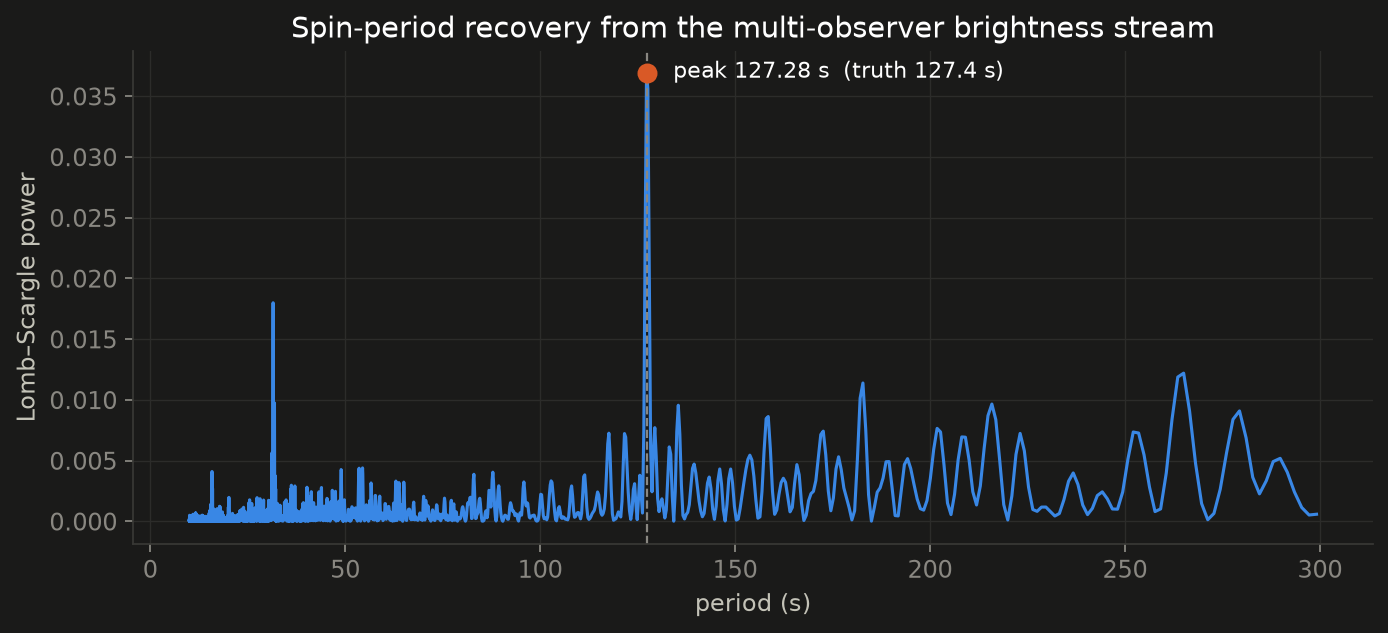 Spin-period recovery from the multi-observer brightness stream
peak 127.28 s  (truth 127.4 s)
Lomb–Scargle power
0.035
0.030
0.025
0.020
0.015
0.010
0.005
0.000
0 50 100 150 200 250 300
period (s)